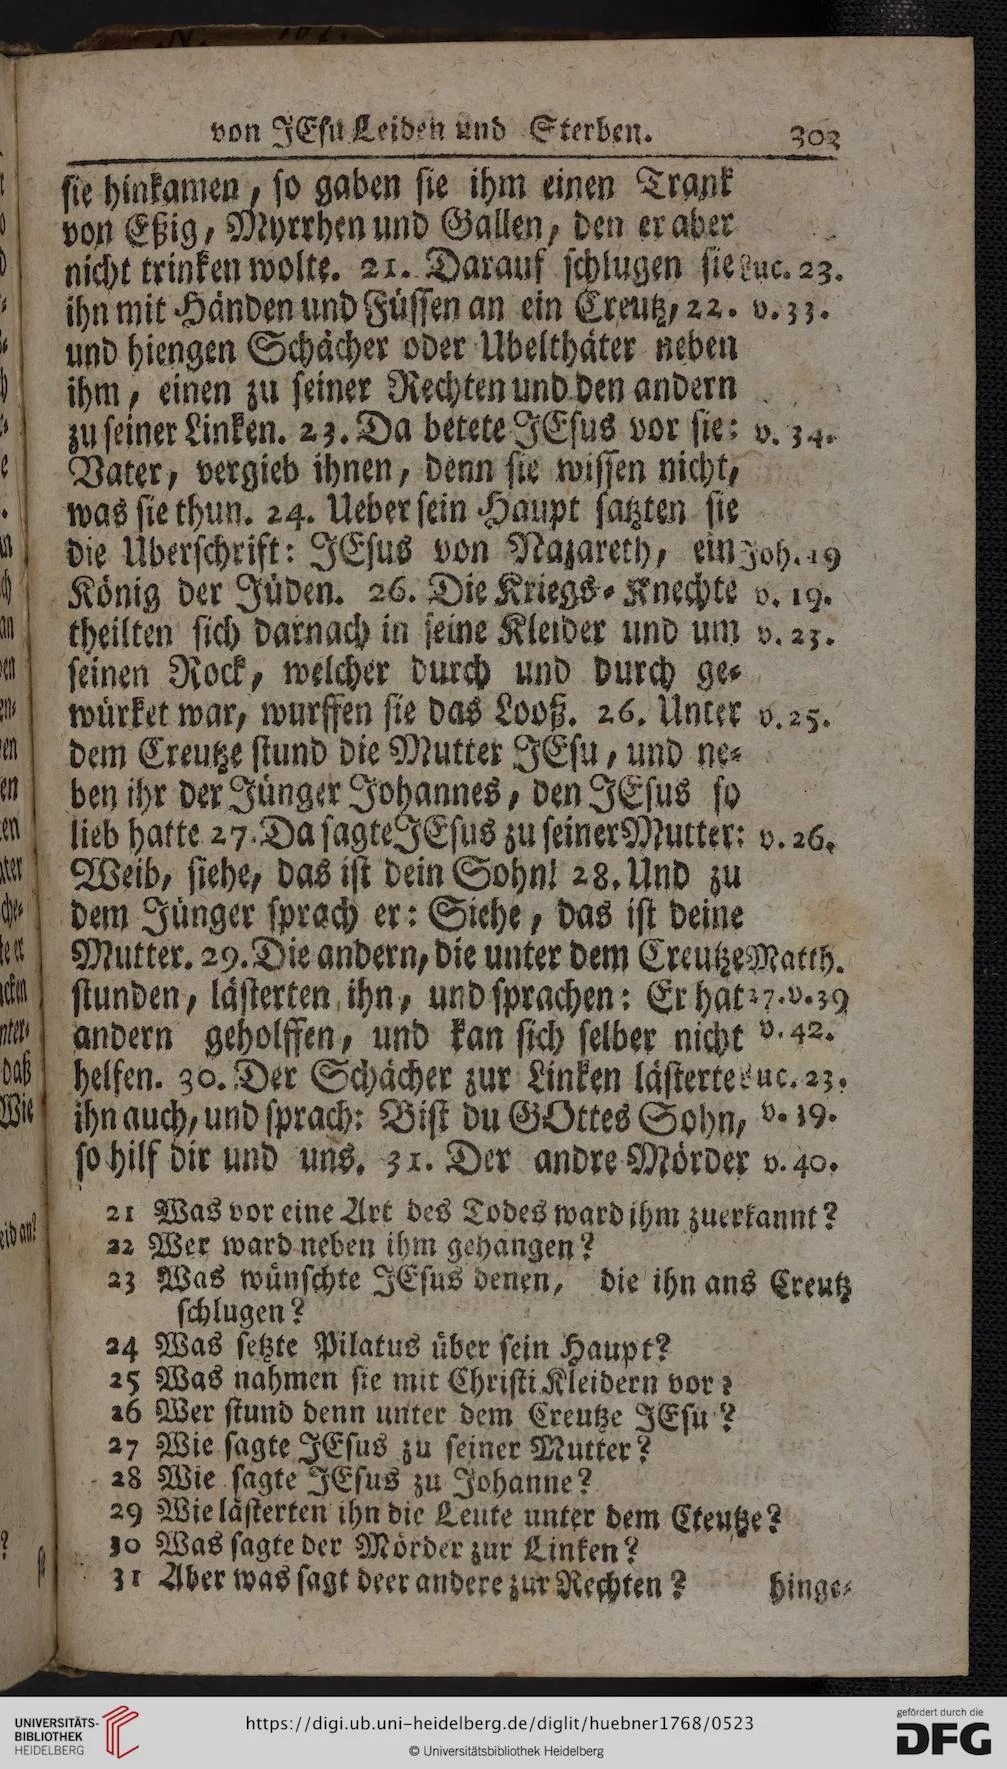 von JEsu Leiden und Sterben. 303
sie hinkamen, so gaben sie ihm einen Trank
von Eßig, Myrrhen und Gallen, den er aber
nicht trinken wolte. 21. Darauf schlugen sie Luc. 23.
ihn mit Händen und Füssen an ein Creutz, 22. v. 33.
und hiengen Schächer oder Ubelthäter neben
ihm, einen zu seiner Rechten und den andern
zu seiner Linken. 23. Da betete JEsus vor sie: v. 34.
Vater, vergieb ihnen, denn sie wissen nicht,
was sie thun. 24. Ueber sein Haupt satzten sie
die Uberschrift: JEsus von Nazareth, ein Joh. 19
König der Jüden. 26. Die Kriegs-Knechte v. 19.
theilten sich darnach in seine Kleider und um v. 23.
seinen Rock, welcher durch und durch ge-
würket war, wurffen sie das Looß. 26. Unter v. 25.
dem Creutze stund die Mutter JEsu, und ne-
ben ihr der Jünger Johannes, den JEsus so
lieb hatte 27. Da sagte JEsus zu seiner Mutter: v. 26.
Weib, siehe, das ist dein Sohn! 28. Und zu
dem Jünger sprach er: Siehe, das ist deine
Mutter. 29. Die andern, die unter dem Creutze Matth.
stunden, lästerten ihn, und sprachen: Er hat 27. v. 39
andern geholffen, und kan sich selber nicht v. 42.
helfen. 30. Der Schächer zur Linken lästerte Luc. 23.
ihn auch, und sprach: Bist du GOttes Sohn, v. 39.
so hilf dir und uns. 31. Der andre Mörder v. 40.
21 Was vor eine Art des Todes ward ihm zuerkannt?
22 Wer ward neben ihm gehangen?
23 Was wünschte JEsus denen, die ihn ans Creutz
schlugen?
24 Was setzte Pilatus über sein Haupt?
25 Was nahmen sie mit Christi Kleidern vor?
26 Wer stund denn unter dem Creutze JEsu?
27 Wie sagte JEsus zu seiner Mutter?
28 Wie sagte JEsus zu Johanne?
29 Wie lästerten ihn die Leute unter dem Cteutze?
30 Was sagte der Mörder zur Linken?
31 Aber was sagt deer andere zur Rechten? hinge-
UNIVERSITÄTS-
BIBLIOTHEK
HEIDELBERG
https://digi.ub.uni-heidelberg.de/diglit/huebner1768/0523
© Universitätsbibliothek Heidelberg
gefördert durch die
DFG